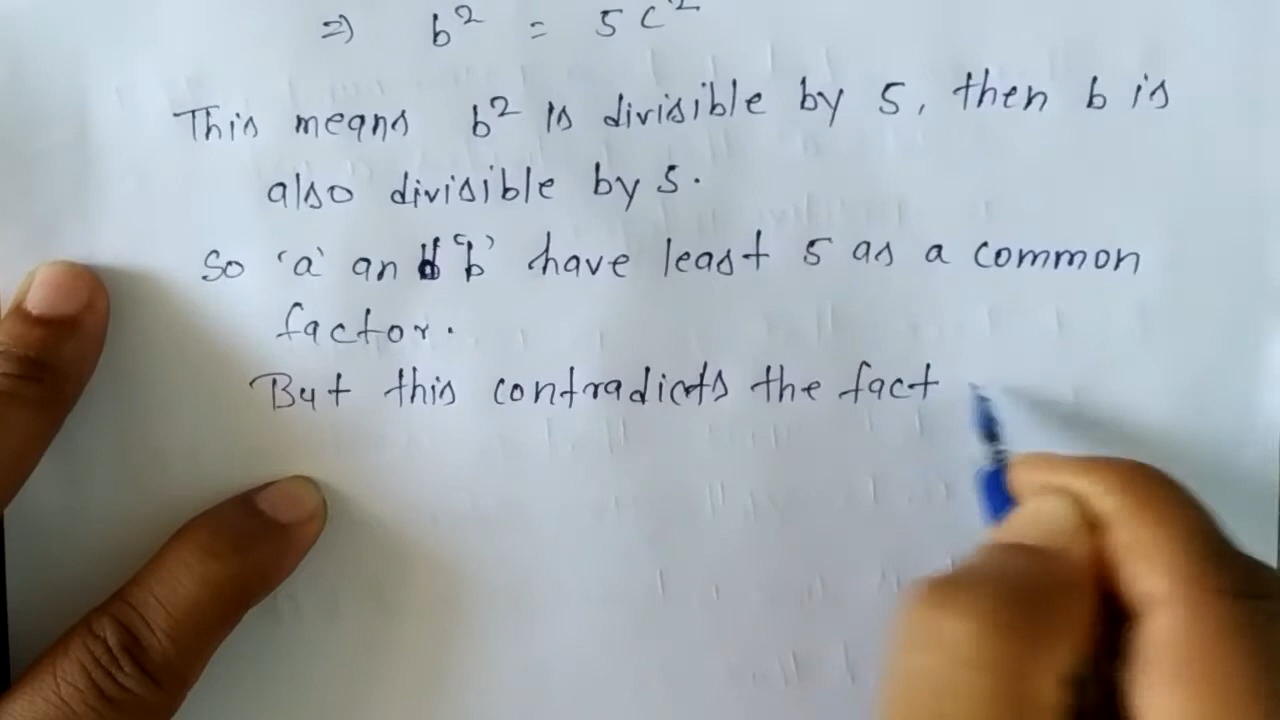 ⇒ b² = 5c²
This means b² is divisible by 5, then b is
also divisible by 5.
So 'a' and 'b' have least 5 as a common
factor.
But this contradicts the fact